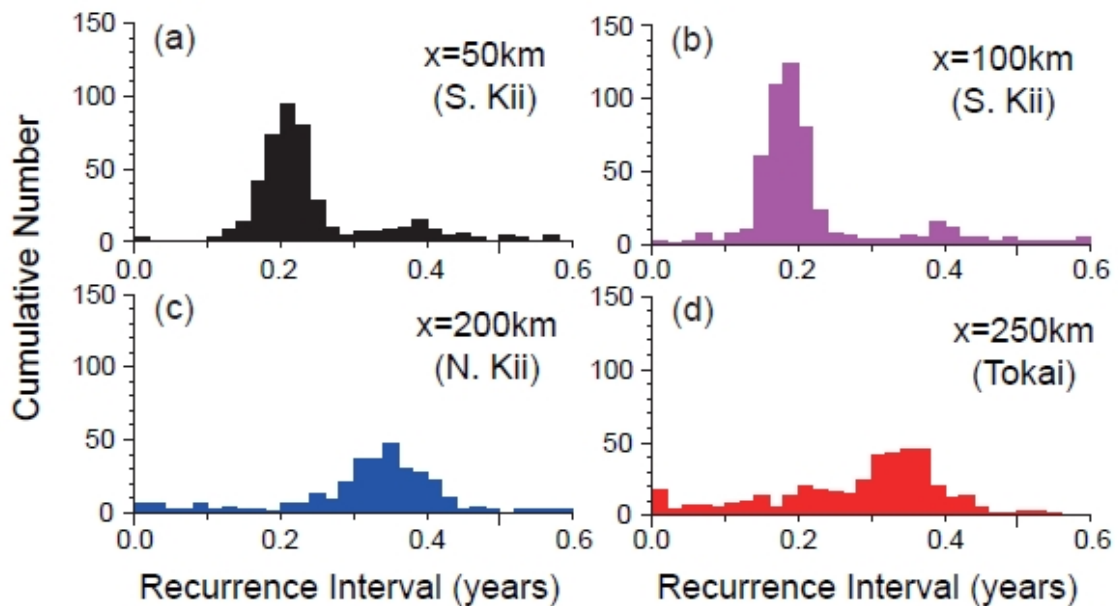 Cumulative Number
150
100
50
0
(a)
x=50km
(S. Kii)
0.0 0.2 0.4 0.6
150
100
50
0
(b)
x=100km
(S. Kii)
0.0 0.2 0.4 0.6
150
100
50
0
(c)
x=200km
(N. Kii)
0.0 0.2 0.4 0.6
Recurrence Interval (years)
150
100
50
0
(d)
x=250km
(Tokai)
0.0 0.2 0.4 0.6
Recurrence Interval (years)